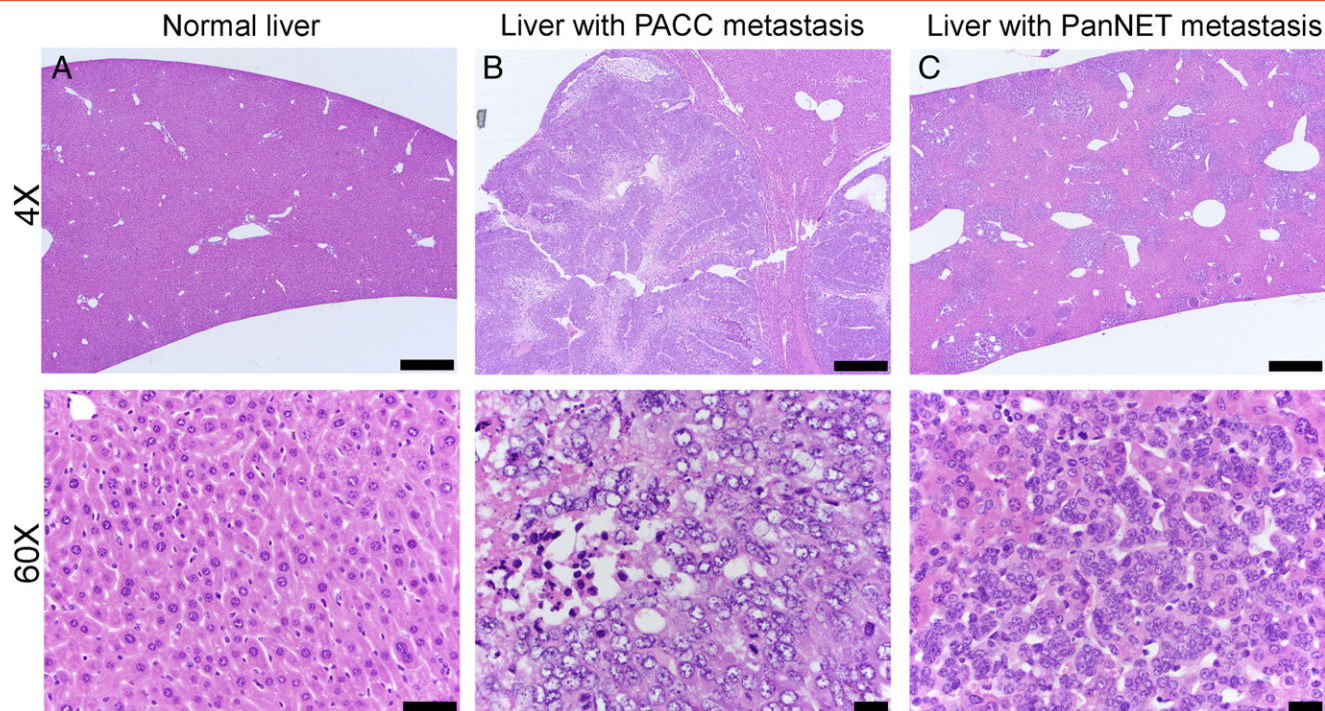 Normal liver
Liver with PACC metastasis
Liver with PanNET metastasis
A
B
C
4X
60X